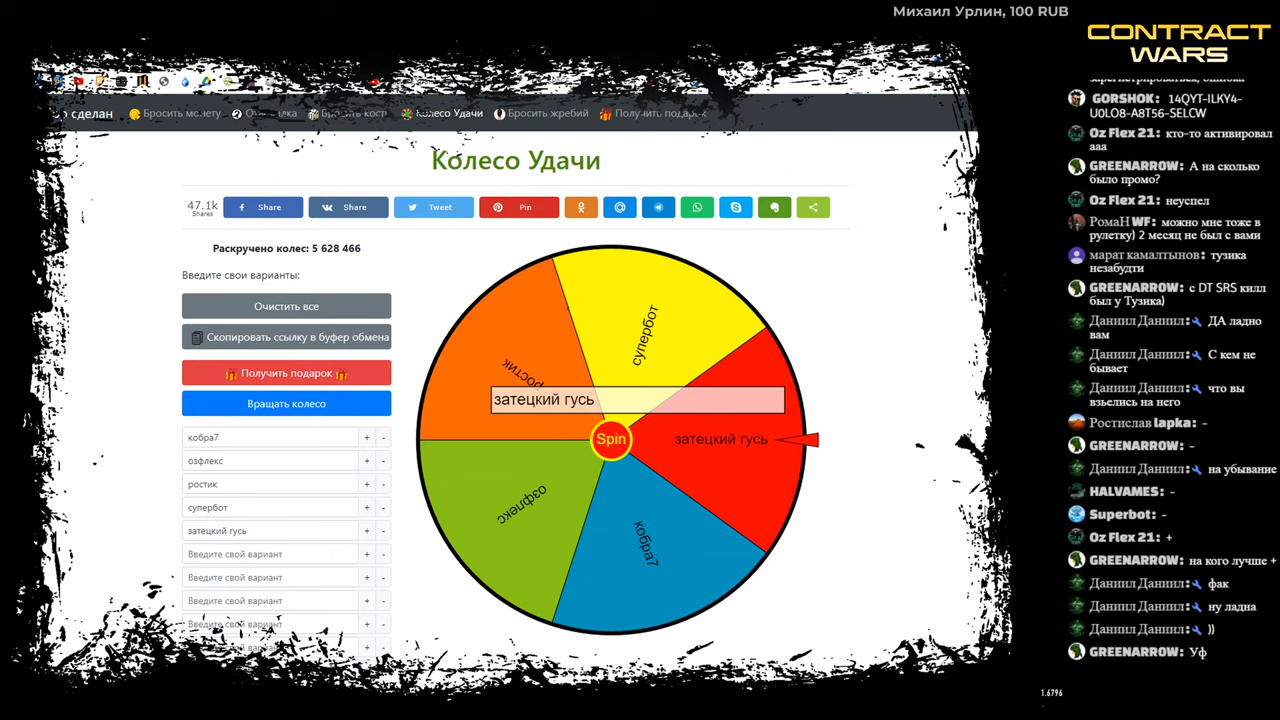 Михаил Урлин, 100 RUB
CONTRACT
WARS
сделан
Бросить монету
Бросить кости
Колесо Удачи
Бросить жребий
Получить подарок
Колесо Удачи
47.1k
Shares
Share
Share
Tweet
Pin
Раскручено колес: 5 628 466
Введите свои варианты:
Очистить все
Скопировать ссылку в буфер обмена
Получить подарок
Вращать колесо
кобра7 + -
озфлекс + -
ростик + -
супербот + -
затецкий гусь + -
Введите свой вариант + -
Введите свой вариант + -
Введите свой вариант + -
Введите свой вариант + -
супербот
ростик
затецкий гусь
Spin
затецкий гусь
озфлекс
кобра7
GORSHOK: 14QYT-ILKY4-
U0LO8-A8T56-SELCW
Oz Flex 21: кто-то активировал
ааа
GREENARROW: А на сколько
было промо?
Oz Flex 21: неуспел
РомаН WF: можно мне тоже в
рулетку) 2 месяц не был с вами
марат камалтынов: тузика
незабудти
GREENARROW: с DT SRS килл
был у Тузика)
Даниил Даниил: ДА ладно
вам
Даниил Даниил: С кем не
бывает
Даниил Даниил: что вы
взьелись на него
Ростислав lapka: -
GREENARROW: -
Даниил Даниил: на убывание
HALVAMES: -
Superbot: -
Oz Flex 21: +
GREENARROW: на кого лучше +
Даниил Даниил: фак
Даниил Даниил: ну ладна
Даниил Даниил: ))
GREENARROW: Уф
1.6796